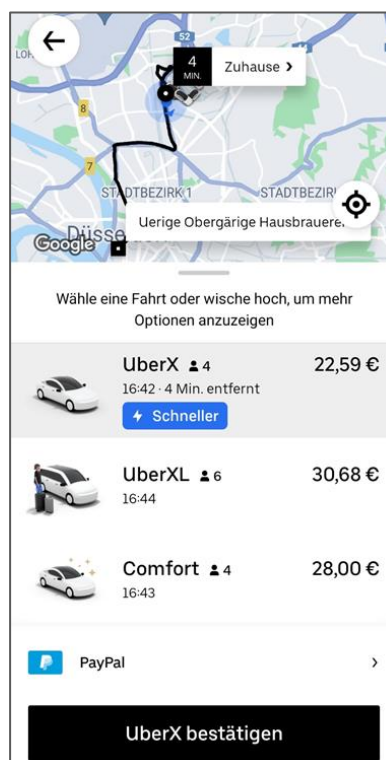 S2
LO
4
MIN.
Zuhause >
8
7
STADTBEZIRK 1
STADTBEZIR
Uerige Obergärige Hausbrauere
Düsse
Google
Wähle eine Fahrt oder wische hoch, um mehr
Optionen anzuzeigen
UberX 4 22,59 €
16:42 · 4 Min. entfernt
Schneller
UberXL 6 30,68 €
16:44
Comfort 4 28,00 €
16:43
PayPal >
UberX bestätigen